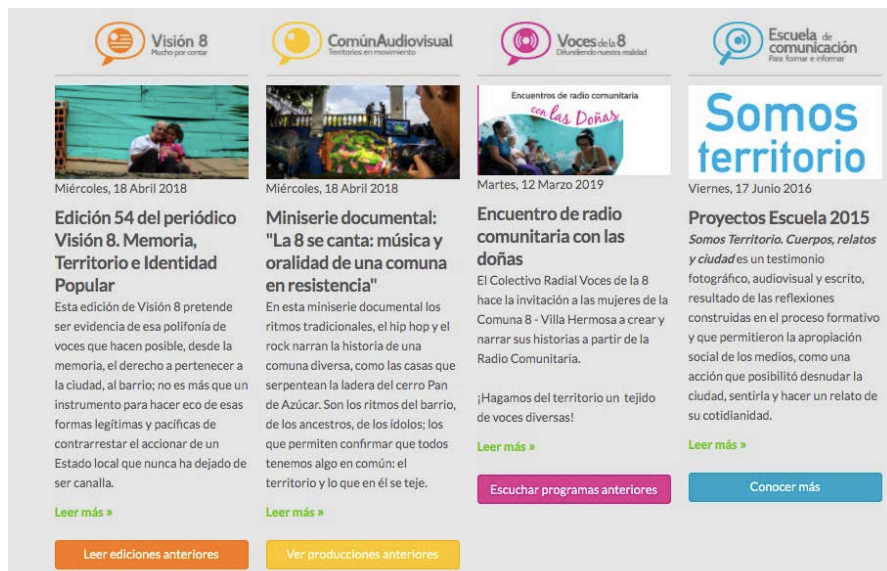 Visión 8
Mucho por contar
Miércoles, 18 Abril 2018
Edición 54 del periódico
Visión 8. Memoria,
Territorio e Identidad
Popular
Esta edición de Visión 8 pretende
ser evidencia de esa polifonía de
voces que hacen posible, desde la
memoria, el derecho a pertenecer a
la ciudad, al barrio; no es más que un
instrumento para hacer eco de esas
formas legítimas y pacíficas de
contrarrestar el accionar de un
Estado local que nunca ha dejado de
ser canalla.
Leer más »
Leer ediciones anteriores
ComúnAudiovisual
Territorios en movimiento
Miércoles, 18 Abril 2018
Miniserie documental:
"La 8 se canta: música y
oralidad de una comuna
en resistencia"
En esta miniserie documental los
ritmos tradicionales, el hip hop y el
rock narran la historia de una
comuna diversa, como las casas que
serpentean la ladera del cerro Pan
de Azúcar. Son los ritmos del barrio,
de los ancestros, de los ídolos; los
que permiten confirmar que todos
tenemos algo en común: el
territorio y lo que en él se teje.
Leer más »
Ver producciones anteriores
Voces de la 8
Difundiendo nuestra realidad
Encuentros de radio comunitaria
con las Doñas
Martes, 12 Marzo 2019
Encuentro de radio
comunitaria con las
doñas
El Colectivo Radial Voces de la 8
hace la invitación a las mujeres de la
Comuna 8 - Villa Hermosa a crear y
narrar sus historias a partir de la
Radio Comunitaria.
¡Hagamos del territorio un tejido
de voces diversas!
Leer más »
Escuchar programas anteriores
Escuela de
comunicación
Para formar e informar
Somos
territorio
Viernes, 17 Junio 2016
Proyectos Escuela 2015
Somos Territorio. Cuerpos, relatos
y ciudad es un testimonio
fotográfico, audiovisual y escrito,
resultado de las reflexiones
construidas en el proceso formativo
y que permitieron la apropiación
social de los medios, como una
acción que posibilitó desnudar la
ciudad, sentirla y hacer un relato de
su cotidianidad.
Leer más »
Conocer más